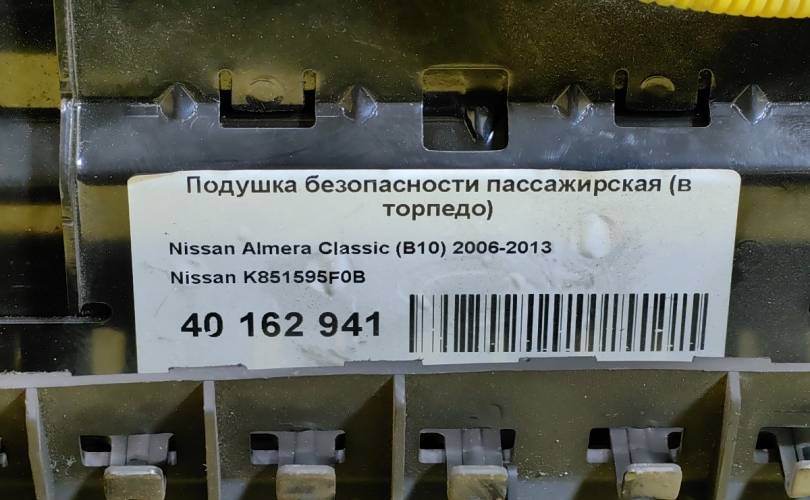 Подушка безопасности пассажирская (в
торпедо)
Nissan Almera Classic (B10) 2006-2013
Nissan K851595F0B
40 162 941